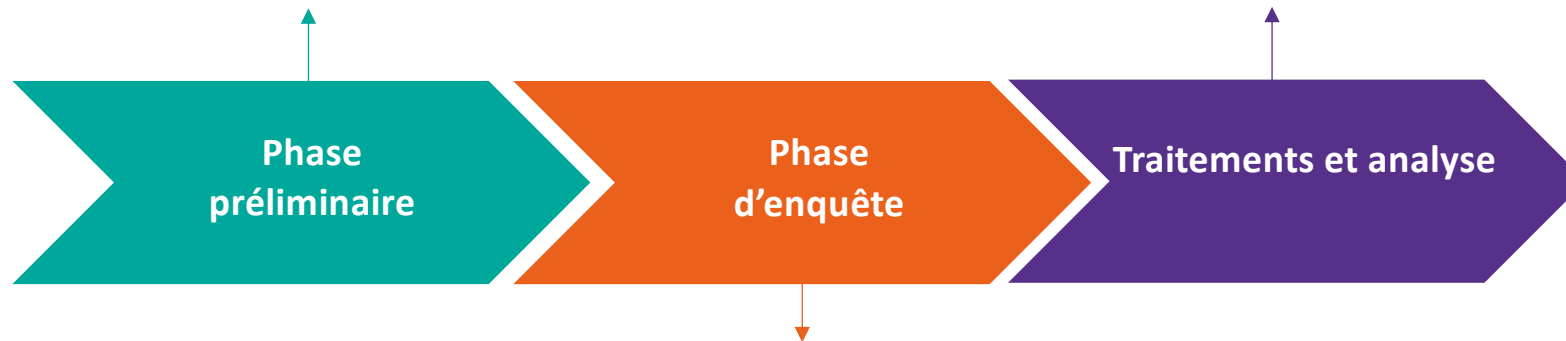 Phase
préliminaire
Phase
d’enquête
Traitements et analyse